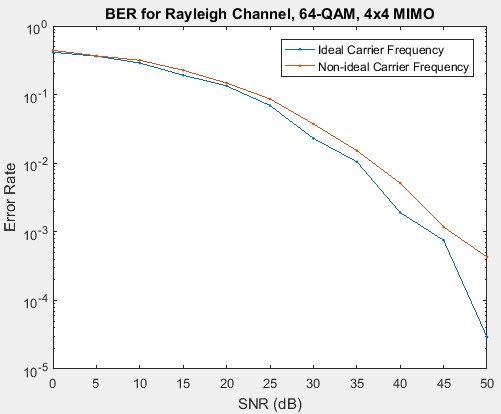 BER for Rayleigh Channel, 64-QAM, 4x4 MIMO
Ideal Carrier Frequency
Non-ideal Carrier Frequency
Error Rate
10^0
10^-1
10^-2
10^-3
10^-4
10^-5
0 5 10 15 20 25 30 35 40 45 50
SNR (dB)